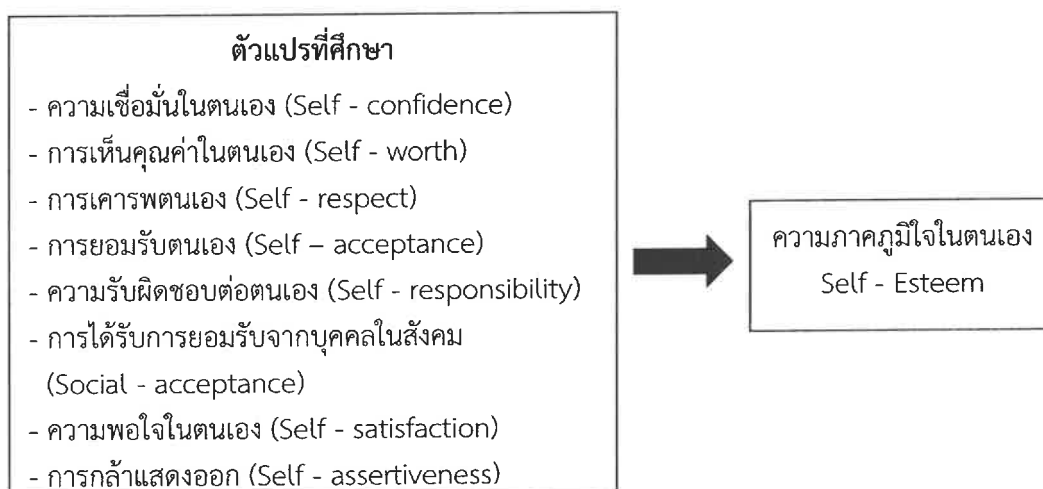 ตัวแปรที่ศึกษา
- ความเชื่อมั่นในตนเอง (Self - confidence)
- การเห็นคุณค่าในตนเอง (Self - worth)
- การเคารพตนเอง (Self - respect)
- การยอมรับตนเอง (Self – acceptance)
- ความรับผิดชอบต่อตนเอง (Self - responsibility)
- การได้รับการยอมรับจากบุคคลในสังคม
(Social - acceptance)
- ความพอใจในตนเอง (Self - satisfaction)
- การกล้าแสดงออก (Self - assertiveness)
ความภาคภูมิใจในตนเอง
Self - Esteem